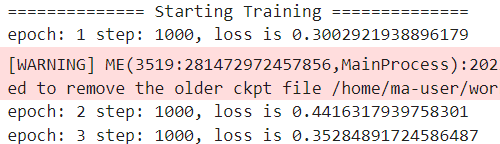 ============== Starting Training ==============
epoch: 1 step: 1000, loss is 0.3002921938896179
[WARNING] ME(3519:281472972457856,MainProcess):202
ed to remove the older ckpt file /home/ma-user/wor
epoch: 2 step: 1000, loss is 0.4416317939758301
epoch: 3 step: 1000, loss is 0.35284891724586487